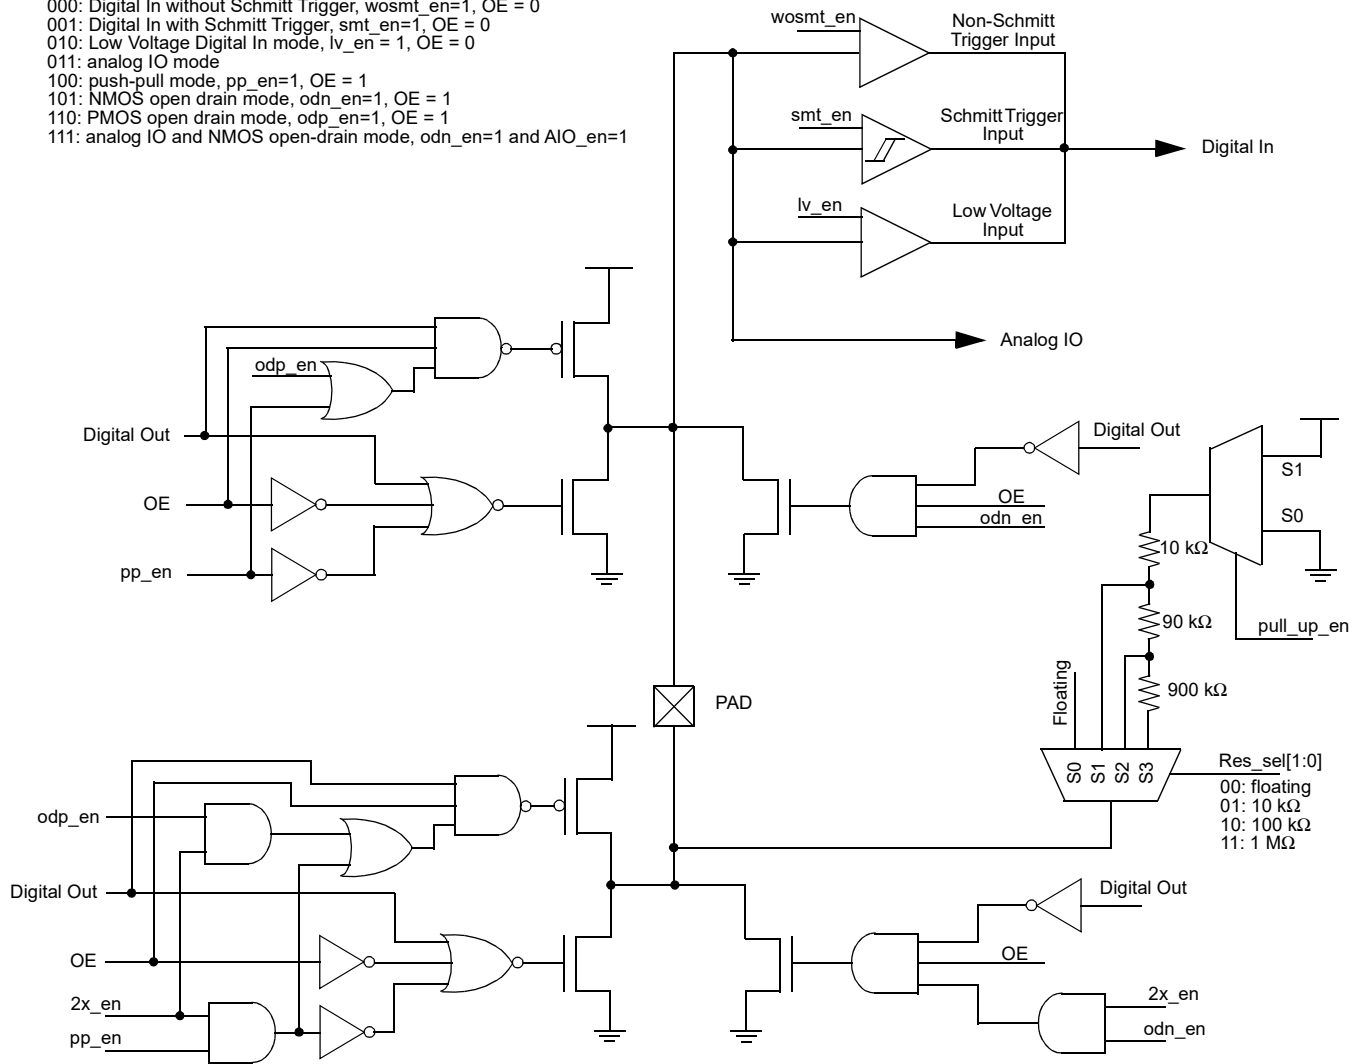 000: Digital In without Schmitt Trigger, wosmt_en=1, OE = 0
001: Digital In with Schmitt Trigger, smt_en=1, OE = 0
010: Low Voltage Digital In mode, lv_en = 1, OE = 0
011: analog IO mode
100: push-pull mode, pp_en=1, OE = 1
101: NMOS open drain mode, odn_en=1, OE = 1
110: PMOS open drain mode, odp_en=1, OE = 1
111: analog IO and NMOS open-drain mode, odn_en=1 and AIO_en=1
wosmt_en
Non-Schmitt
Trigger Input
smt_en
Schmitt Trigger
Input
Digital In
lv_en
Low Voltage
Input
Analog IO
odp_en
Digital Out
OE
pp_en
Digital Out
OE
odn_en
S1
S0
10 kΩ
90 kΩ
900 kΩ
pull_up_en
Floating
PAD
S0
S1
S2
S3
Res_sel[1:0]
00: floating
01: 10 kΩ
10: 100 kΩ
11: 1 MΩ
odp_en
Digital Out
OE
2x_en
pp_en
Digital Out
OE
2x_en
odn_en